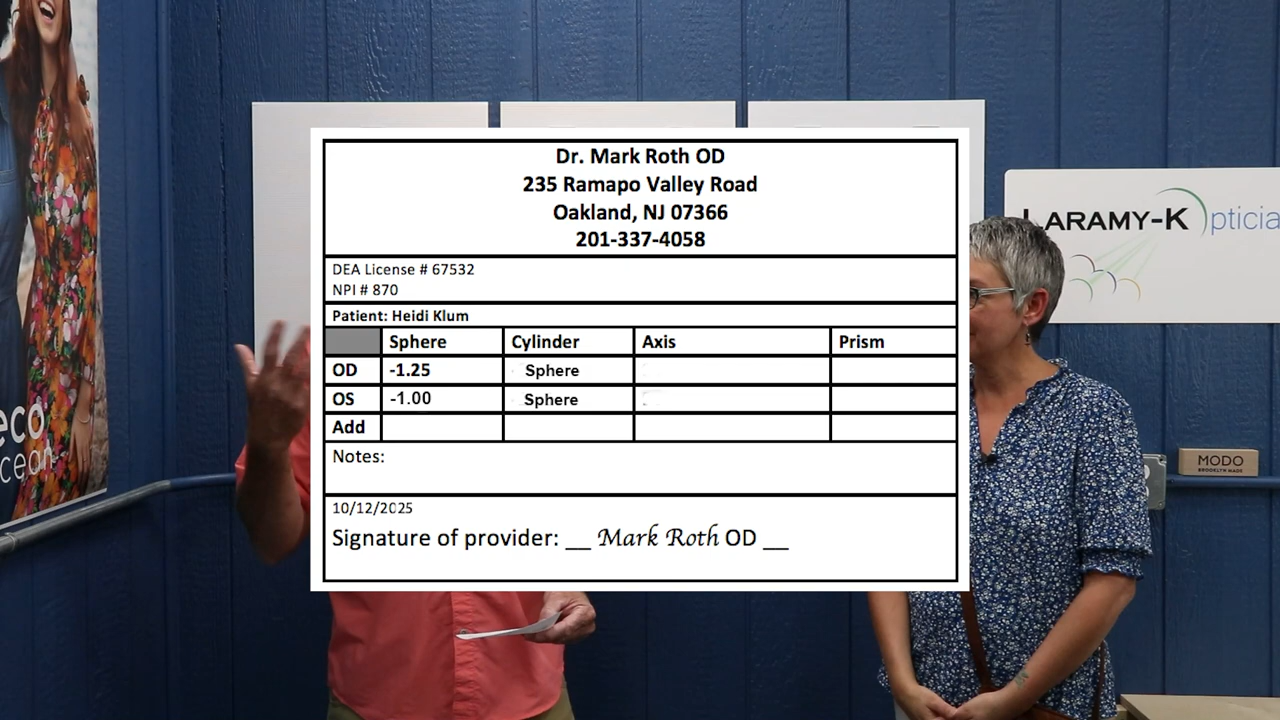 Dr. Mark Roth OD
235 Ramapo Valley Road
Oakland, NJ 07366
201-337-4058
DEA License # 67532
NPI # 870
Patient: Heidi Klum
Sphere Cylinder Axis Prism
OD -1.25 Sphere
OS -1.00 Sphere
Add
Notes:
10/12/2025
Signature of provider: __ Mark Roth OD __
LARAMY-K pticia
eco
cean
MODO
BROOKLYN MADE